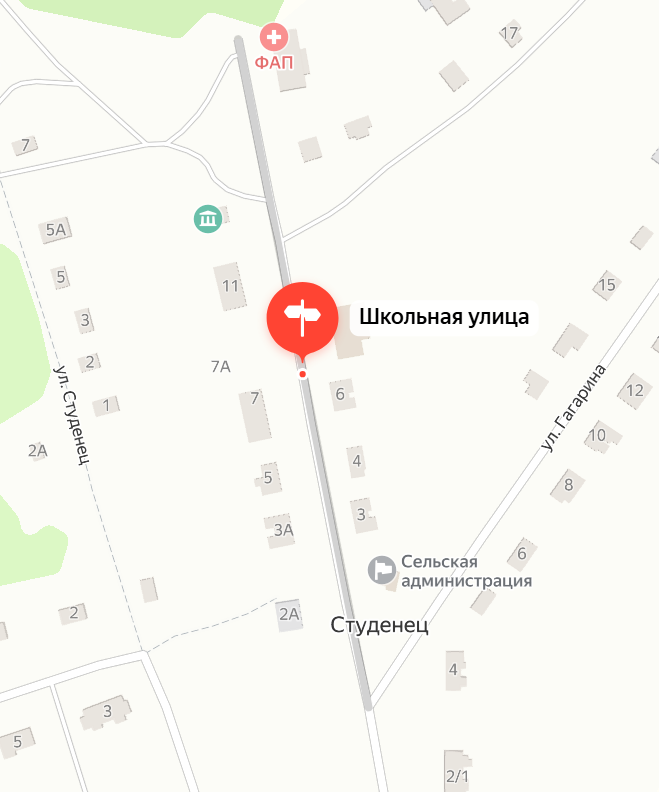 17
ФАП
7
5А
5
11
15
3
Школьная улица
2
7А
6
12
1
7
ул. Студенец
ул. Гагарина
10
2А
4
5
8
3
3А
6
Сельская
администрация
2
2А
Студенец
4
3
5
2/1